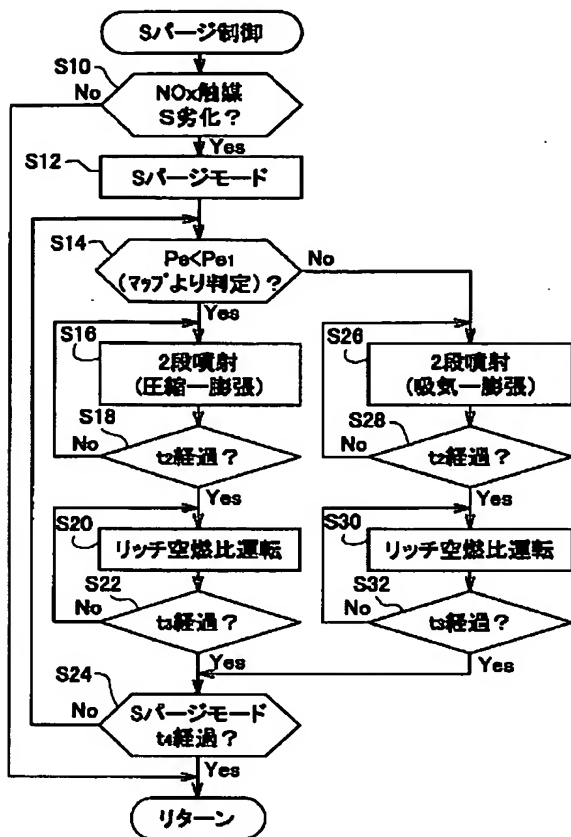 Sパージ制御
S10
No
NOx触媒
S劣化?
Yes
S12
Sパージモード
S14
Pe<Pe1
(マップより判定)?
No
Yes
S16
2段噴射
(圧縮ー膨張)
S26
2段噴射
(吸気ー膨張)
S18
No
t2経過?
Yes
S28
No
t2経過?
Yes
S20
リッチ空燃比運転
S30
リッチ空燃比運転
S22
No
t3経過?
Yes
S32
No
t3経過?
Yes
S24
No
Sパージモード
t4経過?
Yes
リターン